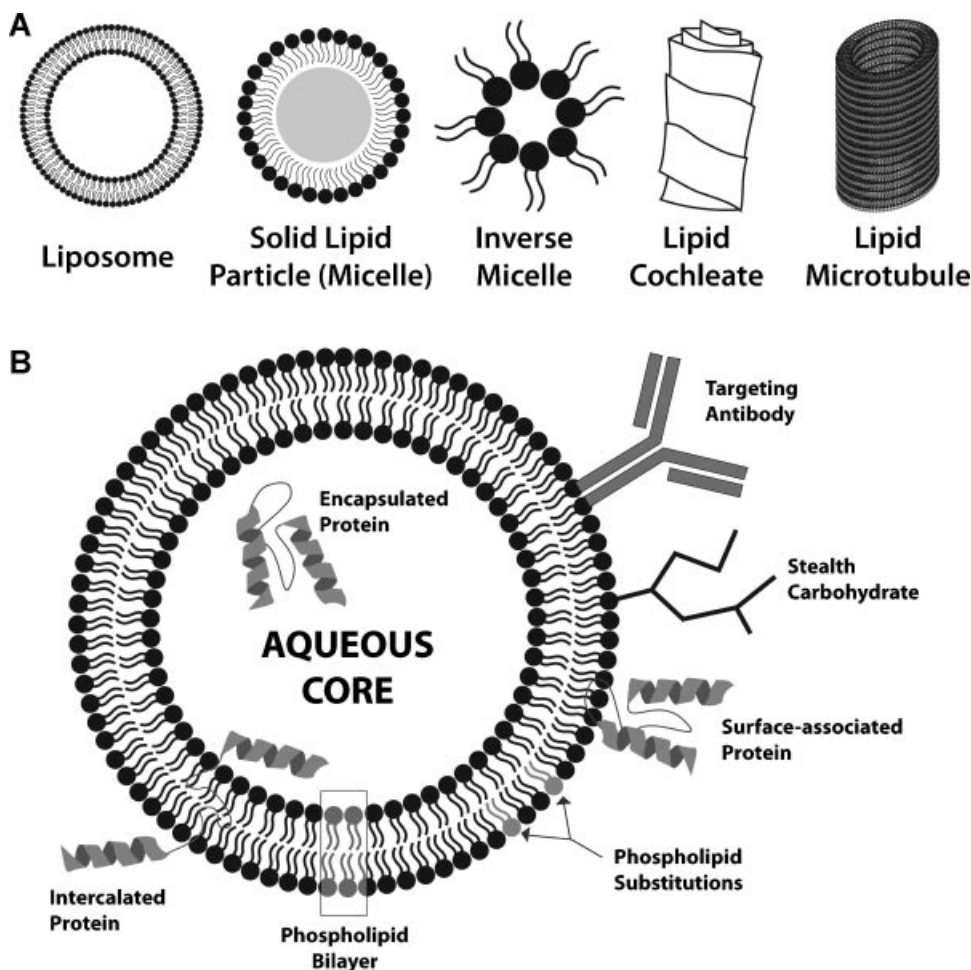 A
Liposome
Solid Lipid
Particle (Micelle)
Inverse
Micelle
Lipid
Cochleate
Lipid
Microtubule
B
Targeting
Antibody
Encapsulated
Protein
Stealth
Carbohydrate
AQUEOUS
CORE
Surface-associated
Protein
Phospholipid
Substitutions
Intercalated
Protein
Phospholipid
Bilayer